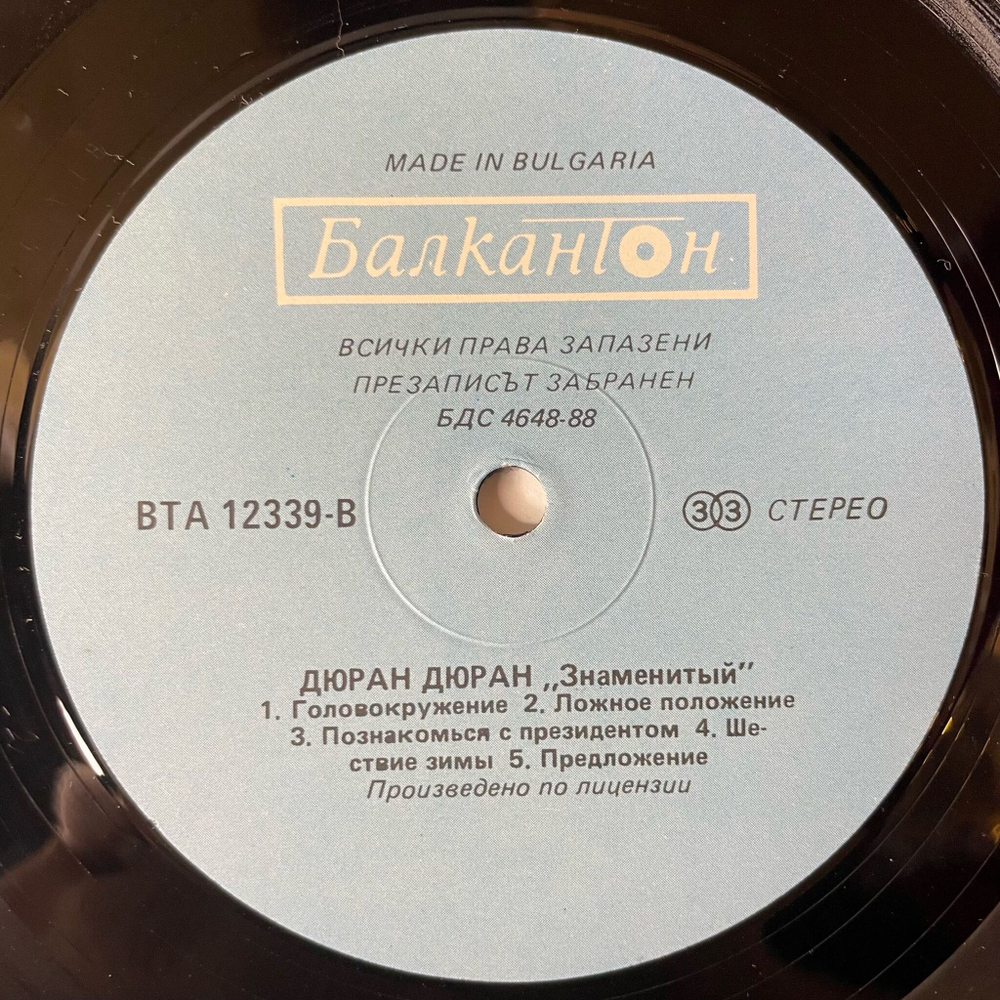 MADE IN BULGARIA
Балкантон
ВСИЧКИ ПРАВА ЗАПАЗЕНИ
ПРЕЗАПИСЪТ ЗАБРАНЕН
БДС 4648-88
ВТА 12339-В
33 СТЕРЕО
ДЮРАН ДЮРАН „Знаменитый”
1. Головокружение 2. Ложное положение
3. Познакомься с президентом 4. Ше-
ствие зимы 5. Предложение
Произведено по лицензии